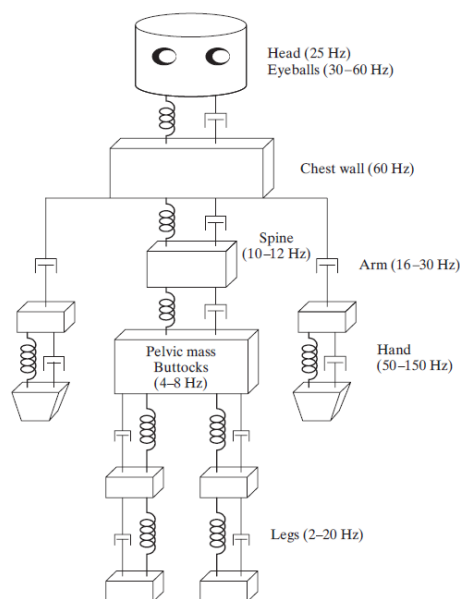 Head (25 Hz)
Eyeballs (30–60 Hz)
Chest wall (60 Hz)
Spine
(10–12 Hz)
Arm (16–30 Hz)
Pelvic mass
Buttocks
(4–8 Hz)
Hand
(50–150 Hz)
Legs (2–20 Hz)